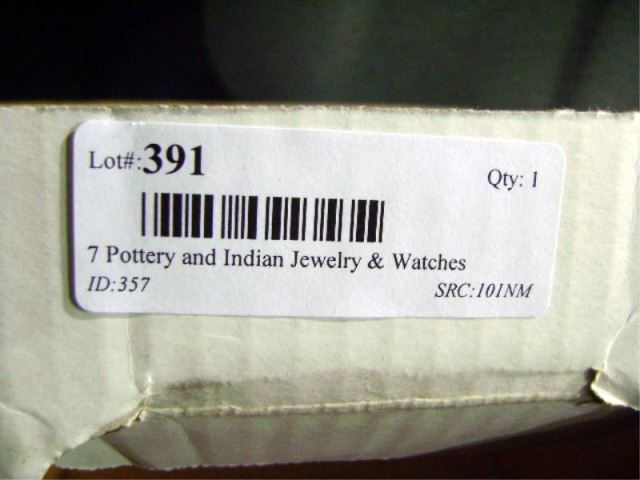 Lot#:391
Qty: 1
7 Pottery and Indian Jewelry & Watches
ID:357
SRC:101NM